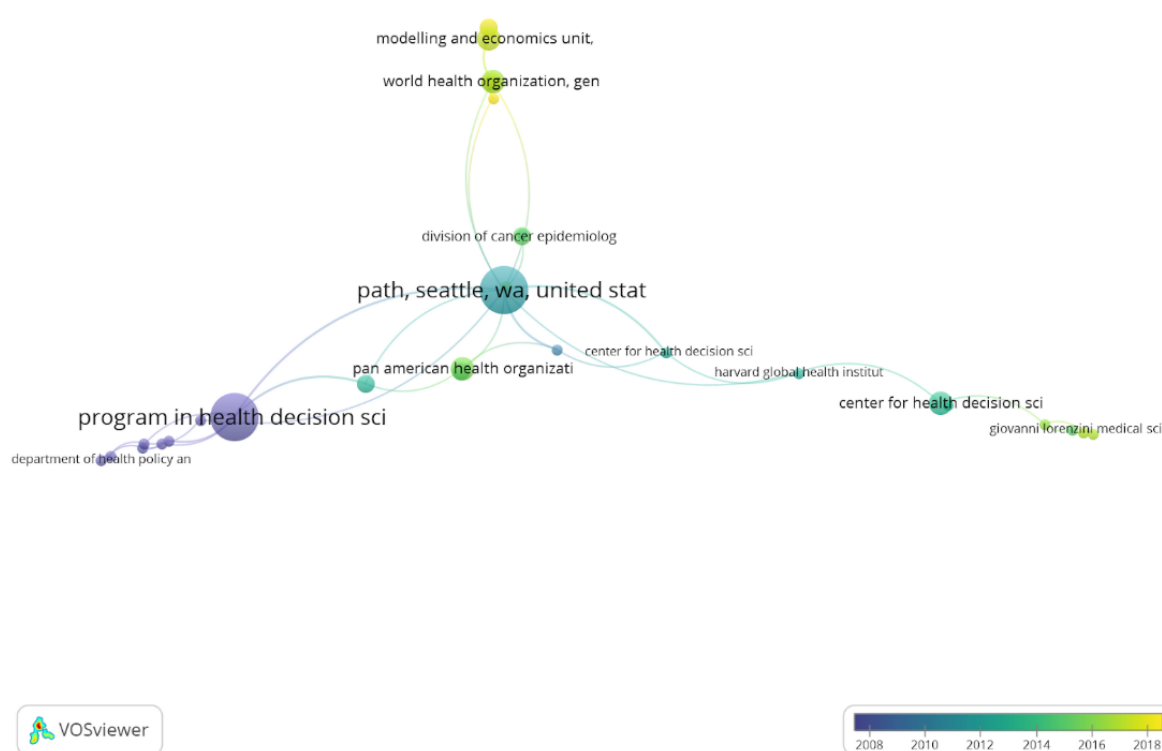 modelling and economics unit,
world health organization, gen
division of cancer epidemiolog
path, seattle, wa, united stat
center for health decision sci
pan american health organizati
harvard global health institut
center for health decision sci
program in health decision sci
giovanni lorenzini medical sci
department of health policy an
VOSviewer
2008 2010 2012 2014 2016 2018